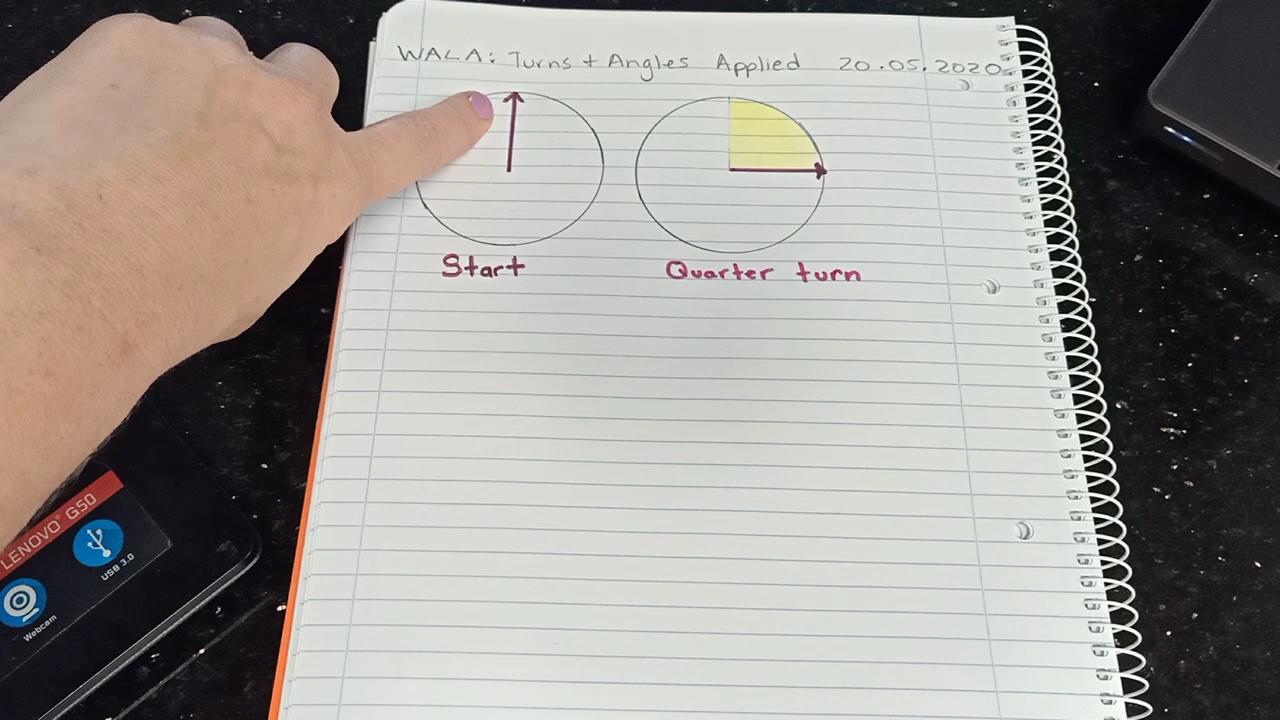 WALA: Turns + Angles Applied 20.05.2020
Start
Quarter turn
LENOVO® G50
USB 3.0
Webcam